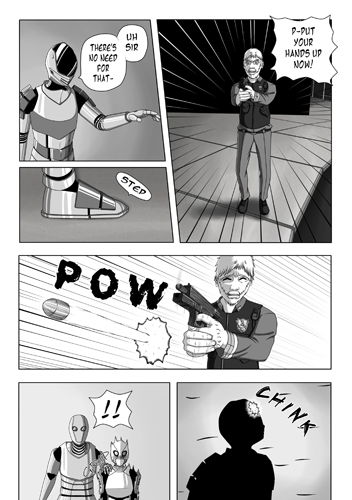 P-PUT
YOUR
HANDS UP
NOW!
UH
SIR
THERE'S
NO NEED
FOR
THAT-
STEP
POW
CHINK
!!